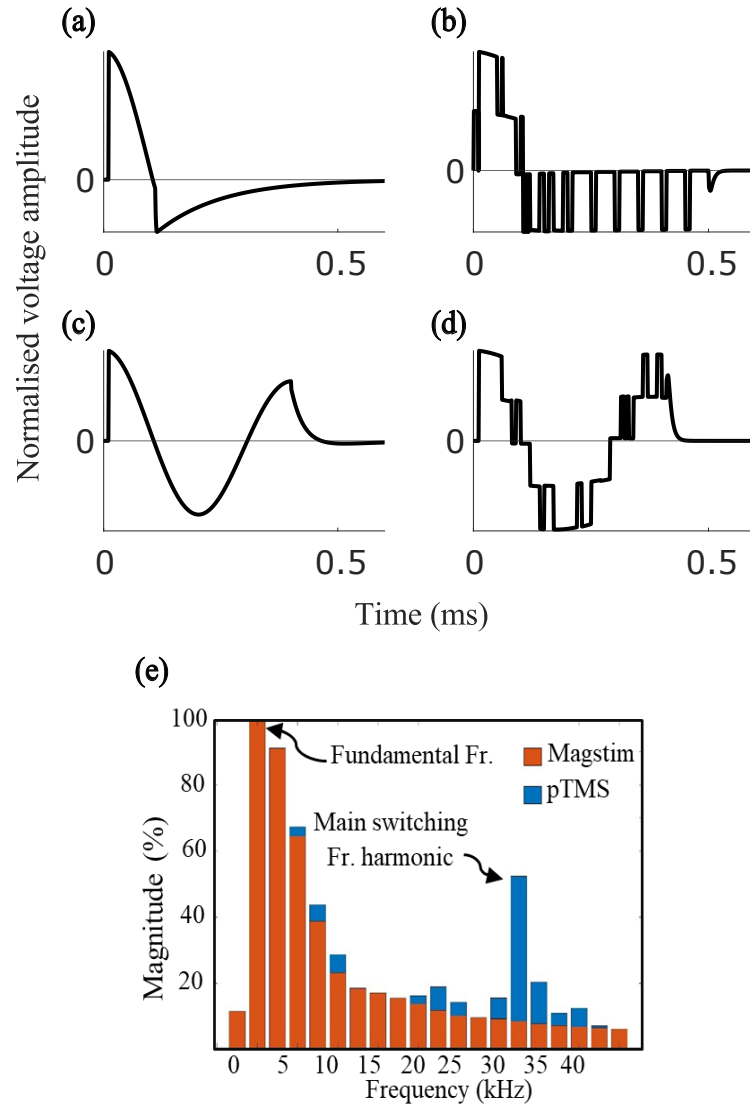 (a)
(b)
Normalised voltage amplitude
0
0
0
0.5
0
0.5
(c)
(d)
0
0
0
0.5
0
0.5
Time (ms)
(e)
100
80
60
40
20
Magnitude (%)
Fundamental Fr.
Main switching
Fr. harmonic
Magstim
pTMS
0 5 10 15 20 25 30 35 40
Frequency (kHz)